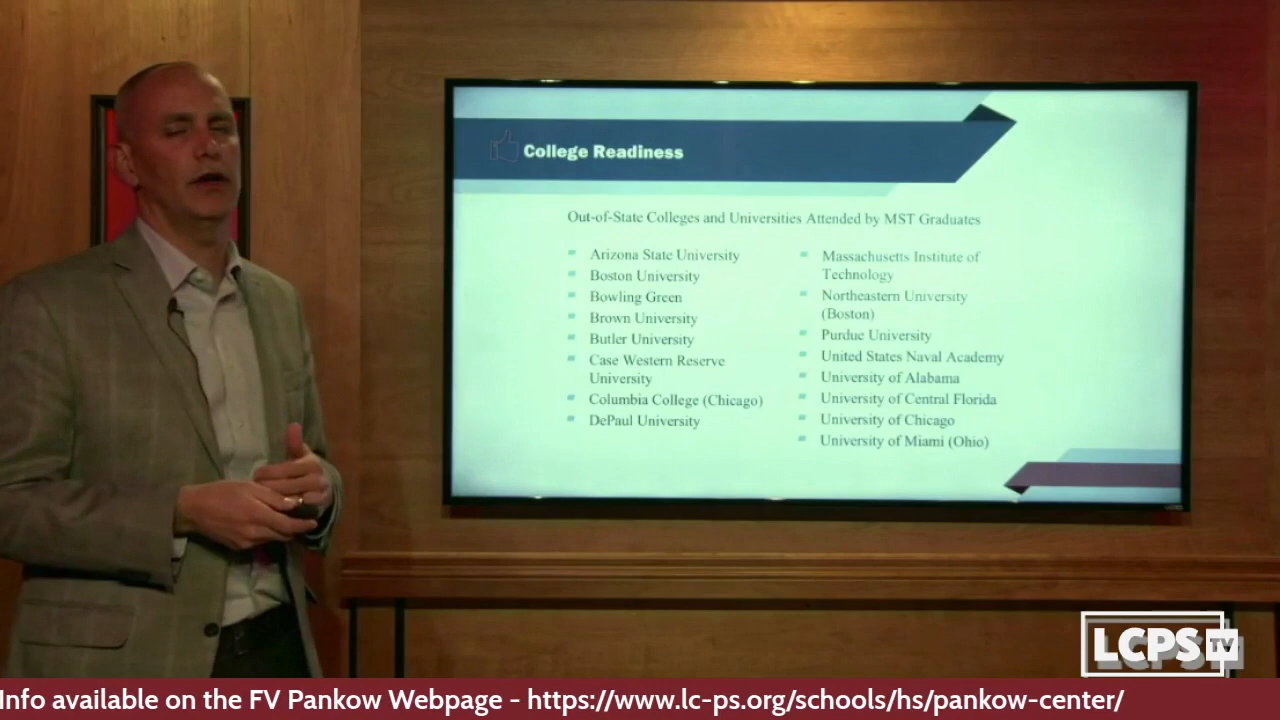 College Readiness
Out-of-State Colleges and Universities Attended by MST Graduates
Arizona State University
Boston University
Bowling Green
Brown University
Butler University
Case Western Reserve
University
Columbia College (Chicago)
DePaul University
Massachusetts Institute of
Technology
Northeastern University
(Boston)
Purdue University
United States Naval Academy
University of Alabama
University of Central Florida
University of Chicago
University of Miami (Ohio)
LCPS TV
Info available on the FV Pankow Webpage - https://www.lc-ps.org/schools/hs/pankow-center/